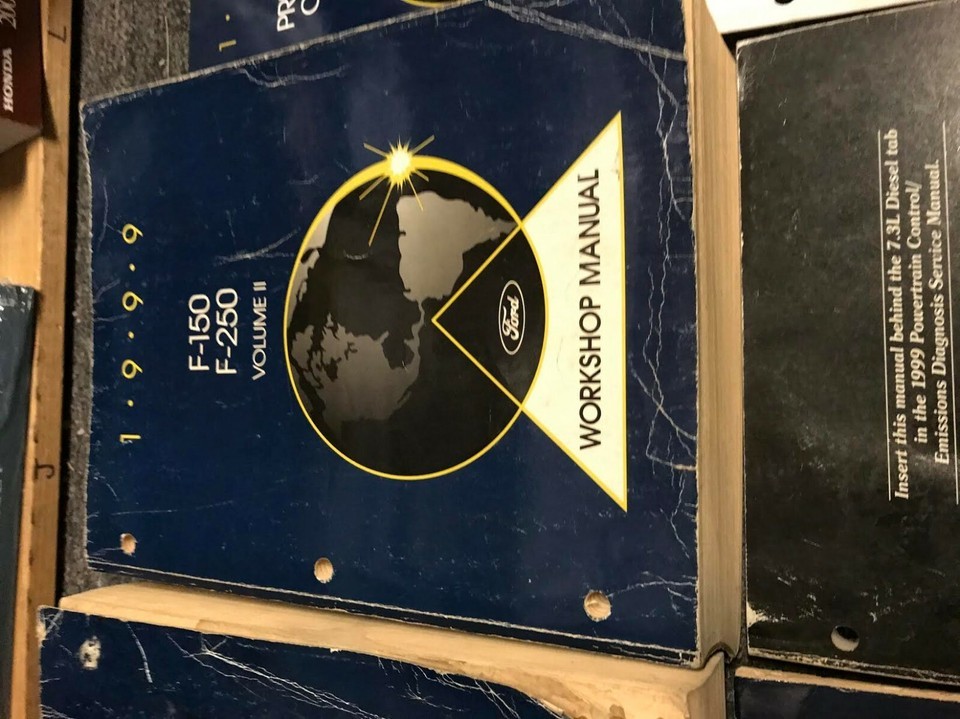 1·9·9·9
F-150
F-250
VOLUME II
Ford
WORKSHOP MANUAL
Insert this manual behind the 7.3L Diesel tab
in the 1999 Powertrain Control/
Emissions Diagnosis Service Manual.
HONDA